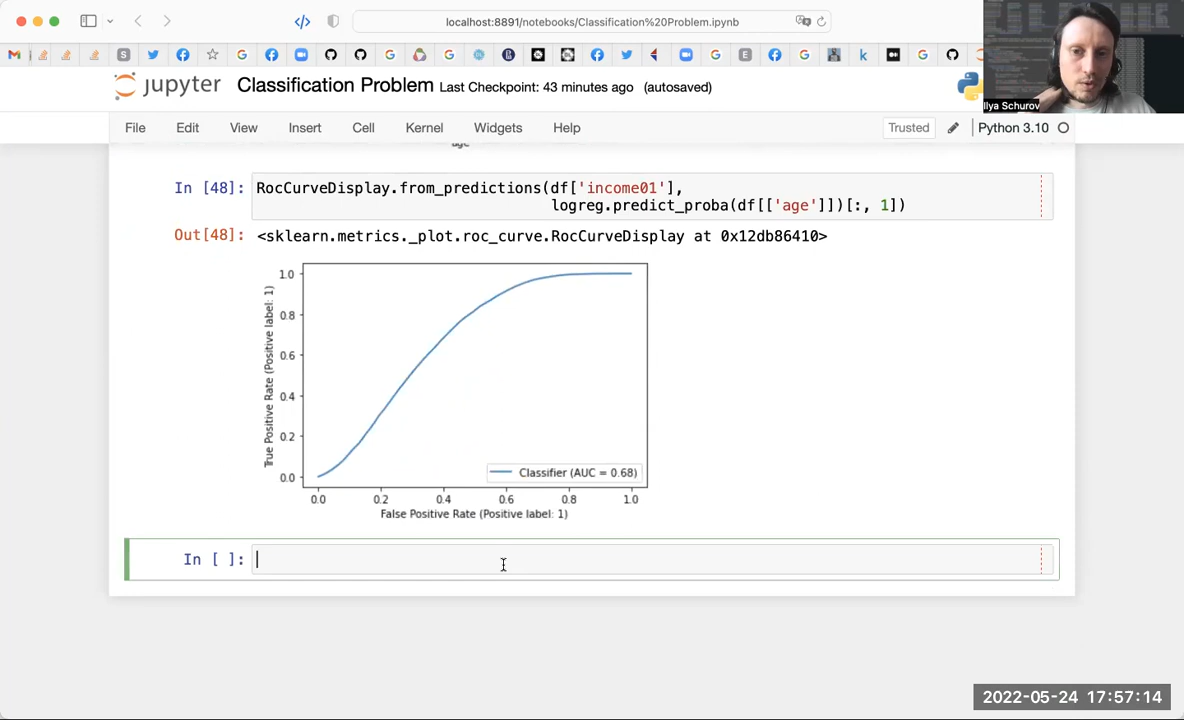 localhost:8891/notebooks/Classification%20Problem.ipynb
jupyter Classification Problem Last Checkpoint: 43 minutes ago (autosaved)
Ilya Schurov
File Edit View Insert Cell Kernel Widgets Help Trusted Python 3.10
age
In [48]: RocCurveDisplay.from_predictions(df['income01'],
logreg.predict_proba(df[['age']])[:, 1])
Out[48]: <sklearn.metrics._plot.roc_curve.RocCurveDisplay at 0x12db86410>
True Positive Rate (Positive label: 1)
1.0
0.8
0.6
0.4
0.2
0.0
Classifier (AUC = 0.68)
0.0 0.2 0.4 0.6 0.8 1.0
False Positive Rate (Positive label: 1)
In [ ]:
2022-05-24 17:57:14